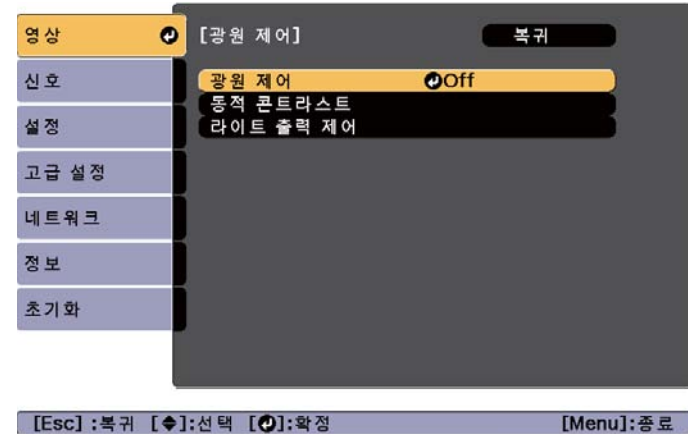 영상
신호
설정
고급 설정
네트워크
정보
초기화
[광원 제어]
복귀
광원 제어 Off
동적 콘트라스트
라이트 출력 제어
[Esc] :복귀 [◆]:선택 [↵]:확정 [Menu]:종료